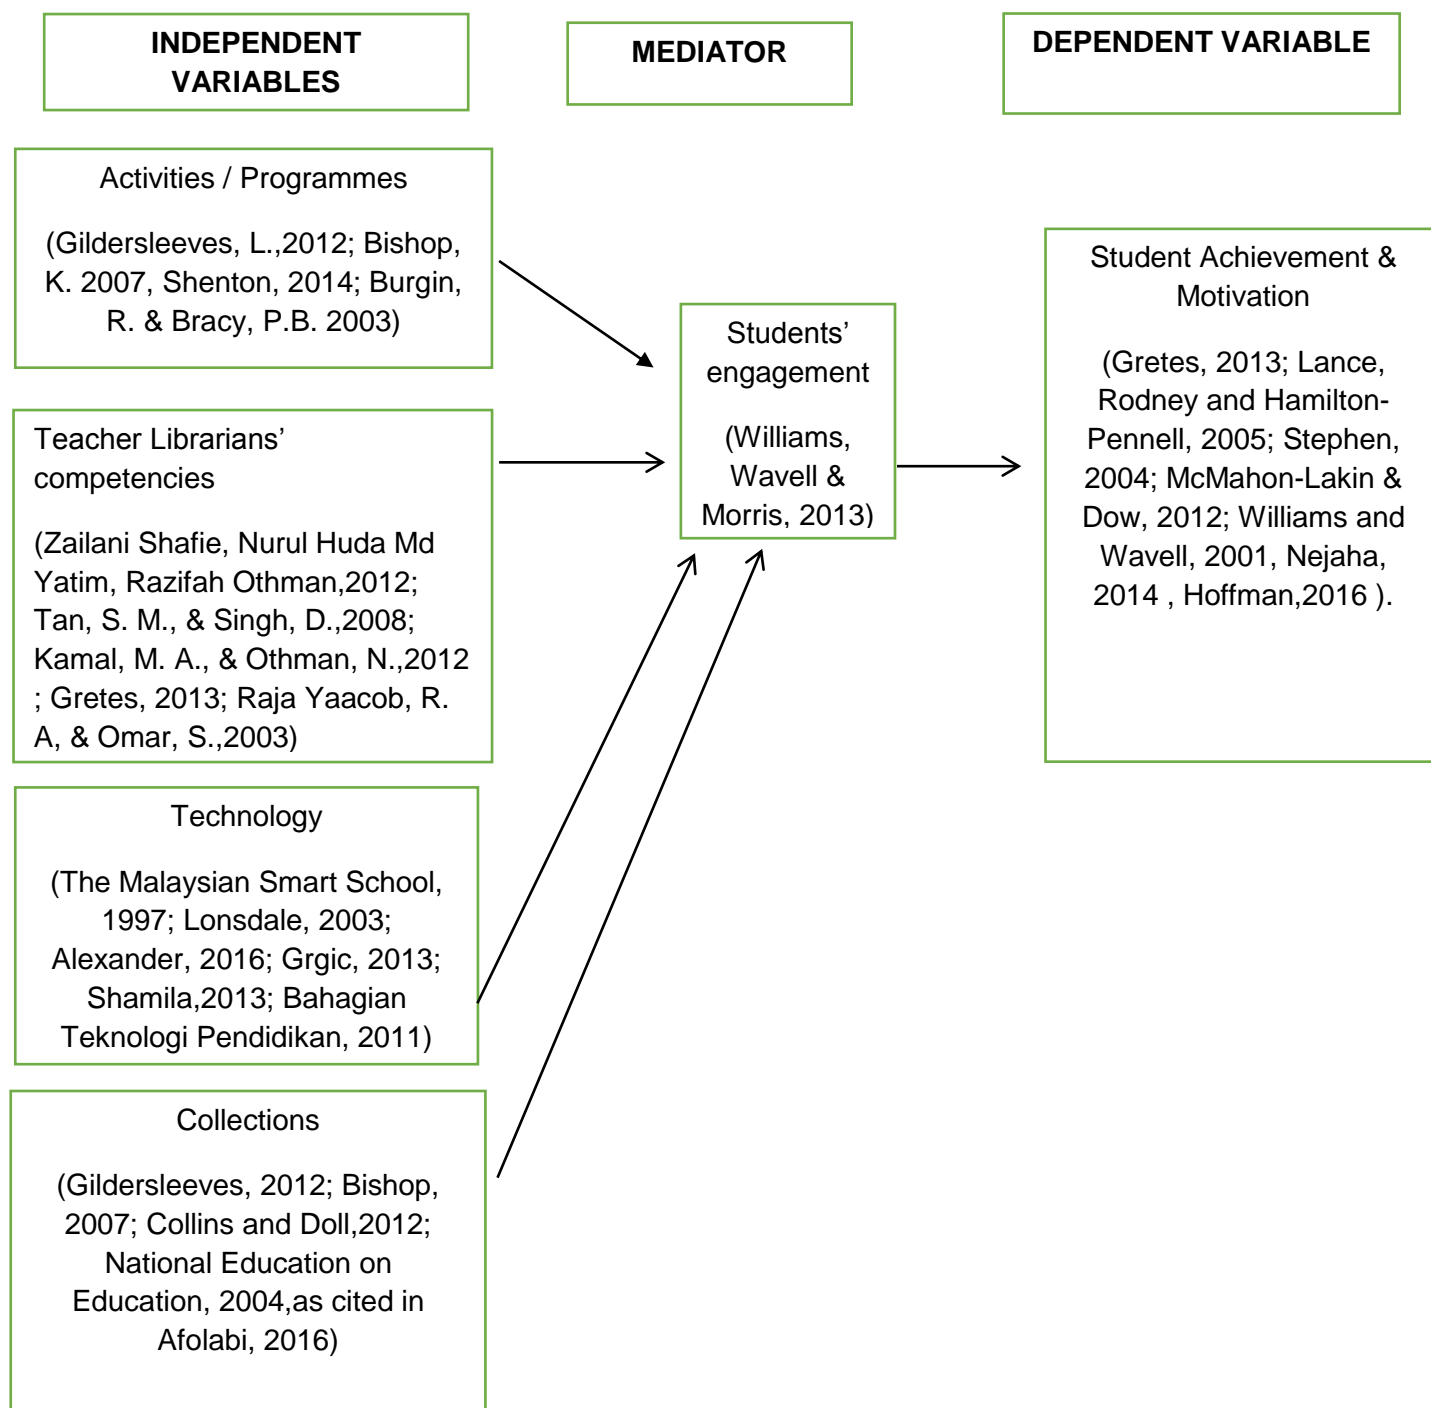 INDEPENDENT
VARIABLES
MEDIATOR
DEPENDENT VARIABLE
Activities / Programmes
(Gildersleeves, L.,2012; Bishop,
K. 2007, Shenton, 2014; Burgin,
R. & Bracy, P.B. 2003)
Teacher Librarians’
competencies
(Zailani Shafie, Nurul Huda Md
Yatim, Razifah Othman,2012;
Tan, S. M., & Singh, D.,2008;
Kamal, M. A., & Othman, N.,2012
; Gretes, 2013; Raja Yaacob, R.
A, & Omar, S.,2003)
Technology
(The Malaysian Smart School,
1997; Lonsdale, 2003;
Alexander, 2016; Grgic, 2013;
Shamila,2013; Bahagian
Teknologi Pendidikan, 2011)
Collections
(Gildersleeves, 2012; Bishop,
2007; Collins and Doll,2012;
National Education on
Education, 2004,as cited in
Afolabi, 2016)
Students’
engagement
(Williams,
Wavell &
Morris, 2013)
Student Achievement &
Motivation
(Gretes, 2013; Lance,
Rodney and Hamilton-
Pennell, 2005; Stephen,
2004; McMahon-Lakin &
Dow, 2012; Williams and
Wavell, 2001, Nejaha,
2014 , Hoffman,2016 ).